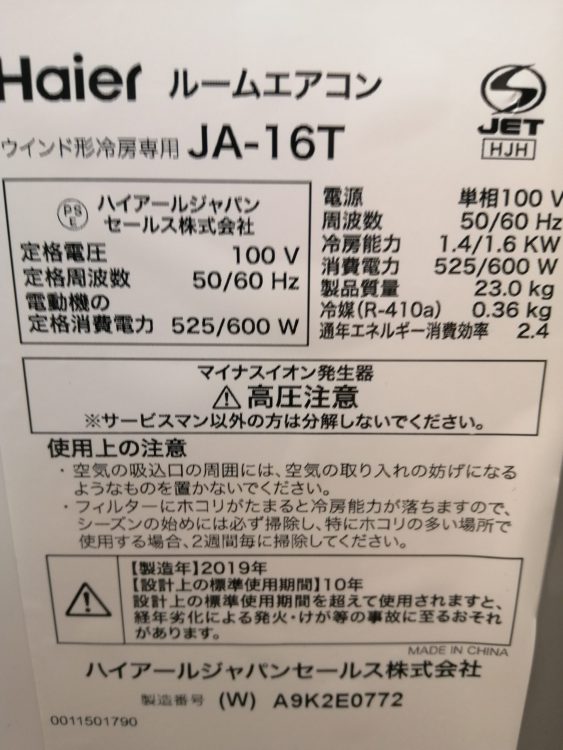 Haier ルームエアコン
ウインド形冷房専用 JA-16T
JET
HJH
PS
E
ハイアールジャパン
セールス株式会社
定格電圧 100 V
定格周波数 50/60 Hz
電動機の
定格消費電力 525/600 W
電源 単相100 V
周波数 50/60 Hz
冷房能力 1.4/1.6 KW
消費電力 525/600 W
製品質量 23.0 kg
冷媒(R-410a) 0.36 kg
通年エネルギー消費効率 2.4
マイナスイオン発生器
高圧注意
※サービスマン以外の方は分解しないでください。
使用上の注意
・空気の吸込口の周囲には、空気の取り入れの妨げになる
ようなものを置かないでください。
・フィルターにホコリがたまると冷房能力が落ちますので、
シーズンの始めには必ず掃除し、特にホコリの多い場所で
使用する場合、2週間毎に掃除してください。
【製造年】2019年
【設計上の標準使用期間】10年
設計上の標準使用期間を超えて使用されますと、
経年劣化による発火・けが等の事故に至るおそれ
があります。
MADE IN CHINA
ハイアールジャパンセールス株式会社
製造番号 (W) A9K2E0772
0011501790